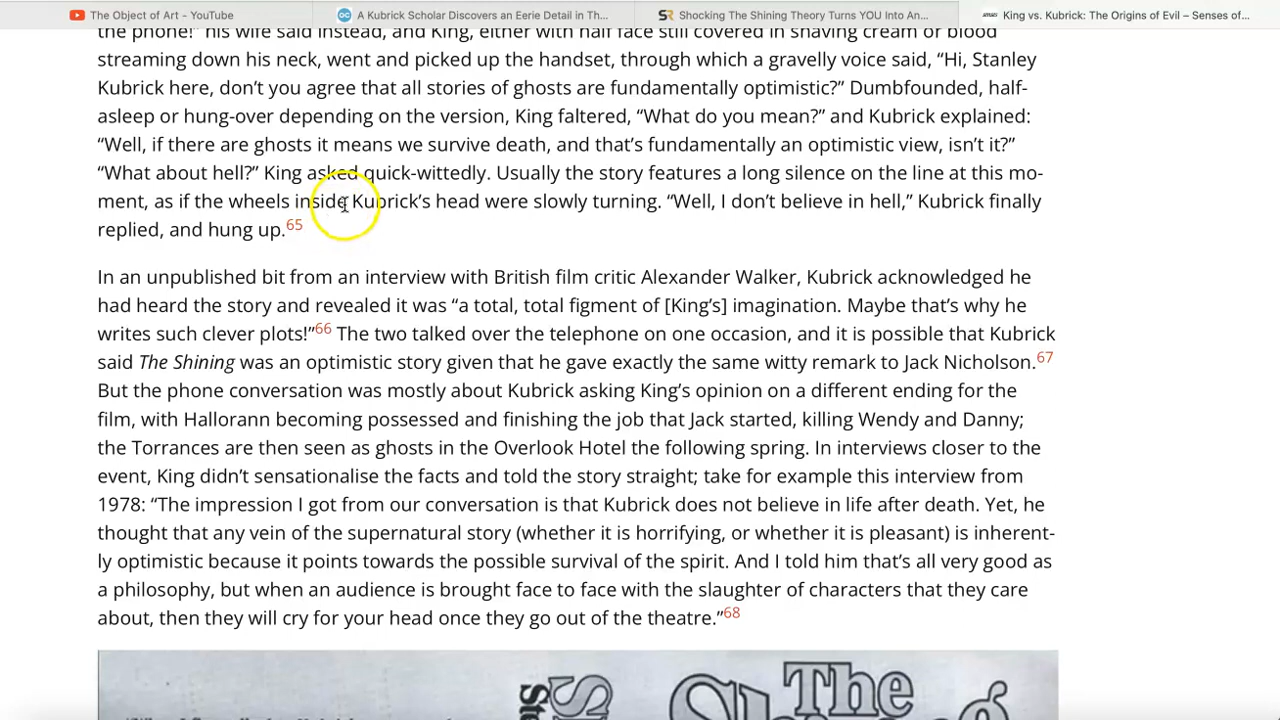 The Object of Art - YouTube
A Kubrick Scholar Discovers an Eerie Detail in Th...
Shocking The Shining Theory Turns YOU Into An...
King vs. Kubrick: The Origins of Evil – Senses of...
the phone!” his wife said instead, and King, either with half face still covered in shaving cream or blood
streaming down his neck, went and picked up the handset, through which a gravelly voice said, “Hi, Stanley
Kubrick here, don’t you agree that all stories of ghosts are fundamentally optimistic?” Dumbfounded, half-
asleep or hung-over depending on the version, King faltered, “What do you mean?” and Kubrick explained:
“Well, if there are ghosts it means we survive death, and that’s fundamentally an optimistic view, isn’t it?”
“What about hell?” King asked quick-wittedly. Usually the story features a long silence on the line at this mo-
ment, as if the wheels inside Kubrick’s head were slowly turning. “Well, I don’t believe in hell,” Kubrick finally
replied, and hung up.65
In an unpublished bit from an interview with British film critic Alexander Walker, Kubrick acknowledged he
had heard the story and revealed it was “a total, total figment of [King’s] imagination. Maybe that’s why he
writes such clever plots!”66 The two talked over the telephone on one occasion, and it is possible that Kubrick
said The Shining was an optimistic story given that he gave exactly the same witty remark to Jack Nicholson.67
But the phone conversation was mostly about Kubrick asking King’s opinion on a different ending for the
film, with Hallorann becoming possessed and finishing the job that Jack started, killing Wendy and Danny;
the Torrances are then seen as ghosts in the Overlook Hotel the following spring. In interviews closer to the
event, King didn’t sensationalise the facts and told the story straight; take for example this interview from
1978: “The impression I got from our conversation is that Kubrick does not believe in life after death. Yet, he
thought that any vein of the supernatural story (whether it is horrifying, or whether it is pleasant) is inherent-
ly optimistic because it points towards the possible survival of the spirit. And I told him that’s all very good as
a philosophy, but when an audience is brought face to face with the slaughter of characters that they care
about, then they will cry for your head once they go out of the theatre.”68
The